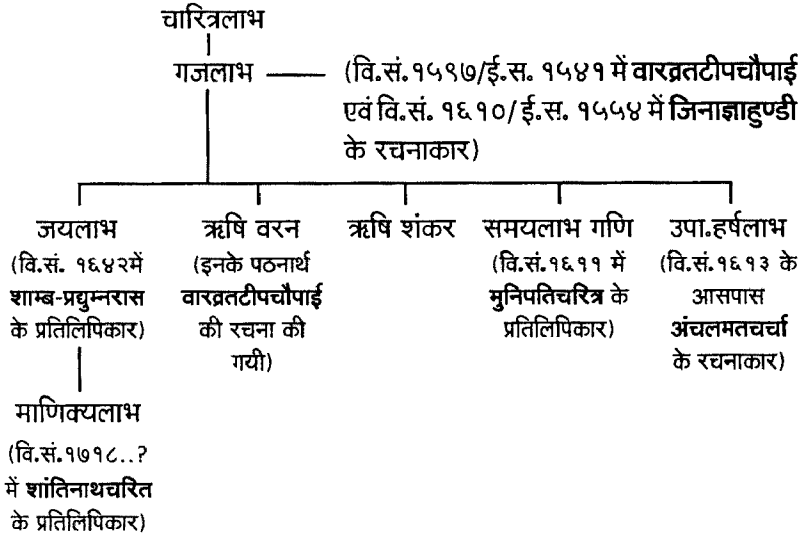 चारित्रलाभ
गजलाभ
(वि.सं.१५९७/ई.स. १५४१ में वारव्रतटीपचौपाई
एवं वि.सं. १६१०/ई.स. १५५४ में जिनाज्ञाहुण्डी
के रचनाकार)
जयलाभ
(वि.सं. १६४२में
शाम्ब-प्रद्युम्नरास
के प्रतिलिपिकार)
ऋषि वरन
(इनके पठनार्थ
वारव्रतटीपचौपाई
की रचना की
गयी)
ऋषि शंकर
समयलाभ गणि
(वि.सं.१६११ में
मुनिपतिचरित्र के
प्रतिलिपिकार)
उपा.हर्षलाभ
(वि.सं.१६१३ के
आसपास
अंचलमतचर्चा
के रचनाकार)
माणिक्यलाभ
(वि.सं.१७१८..?
में शांतिनाथचरित
के प्रतिलिपिकार)